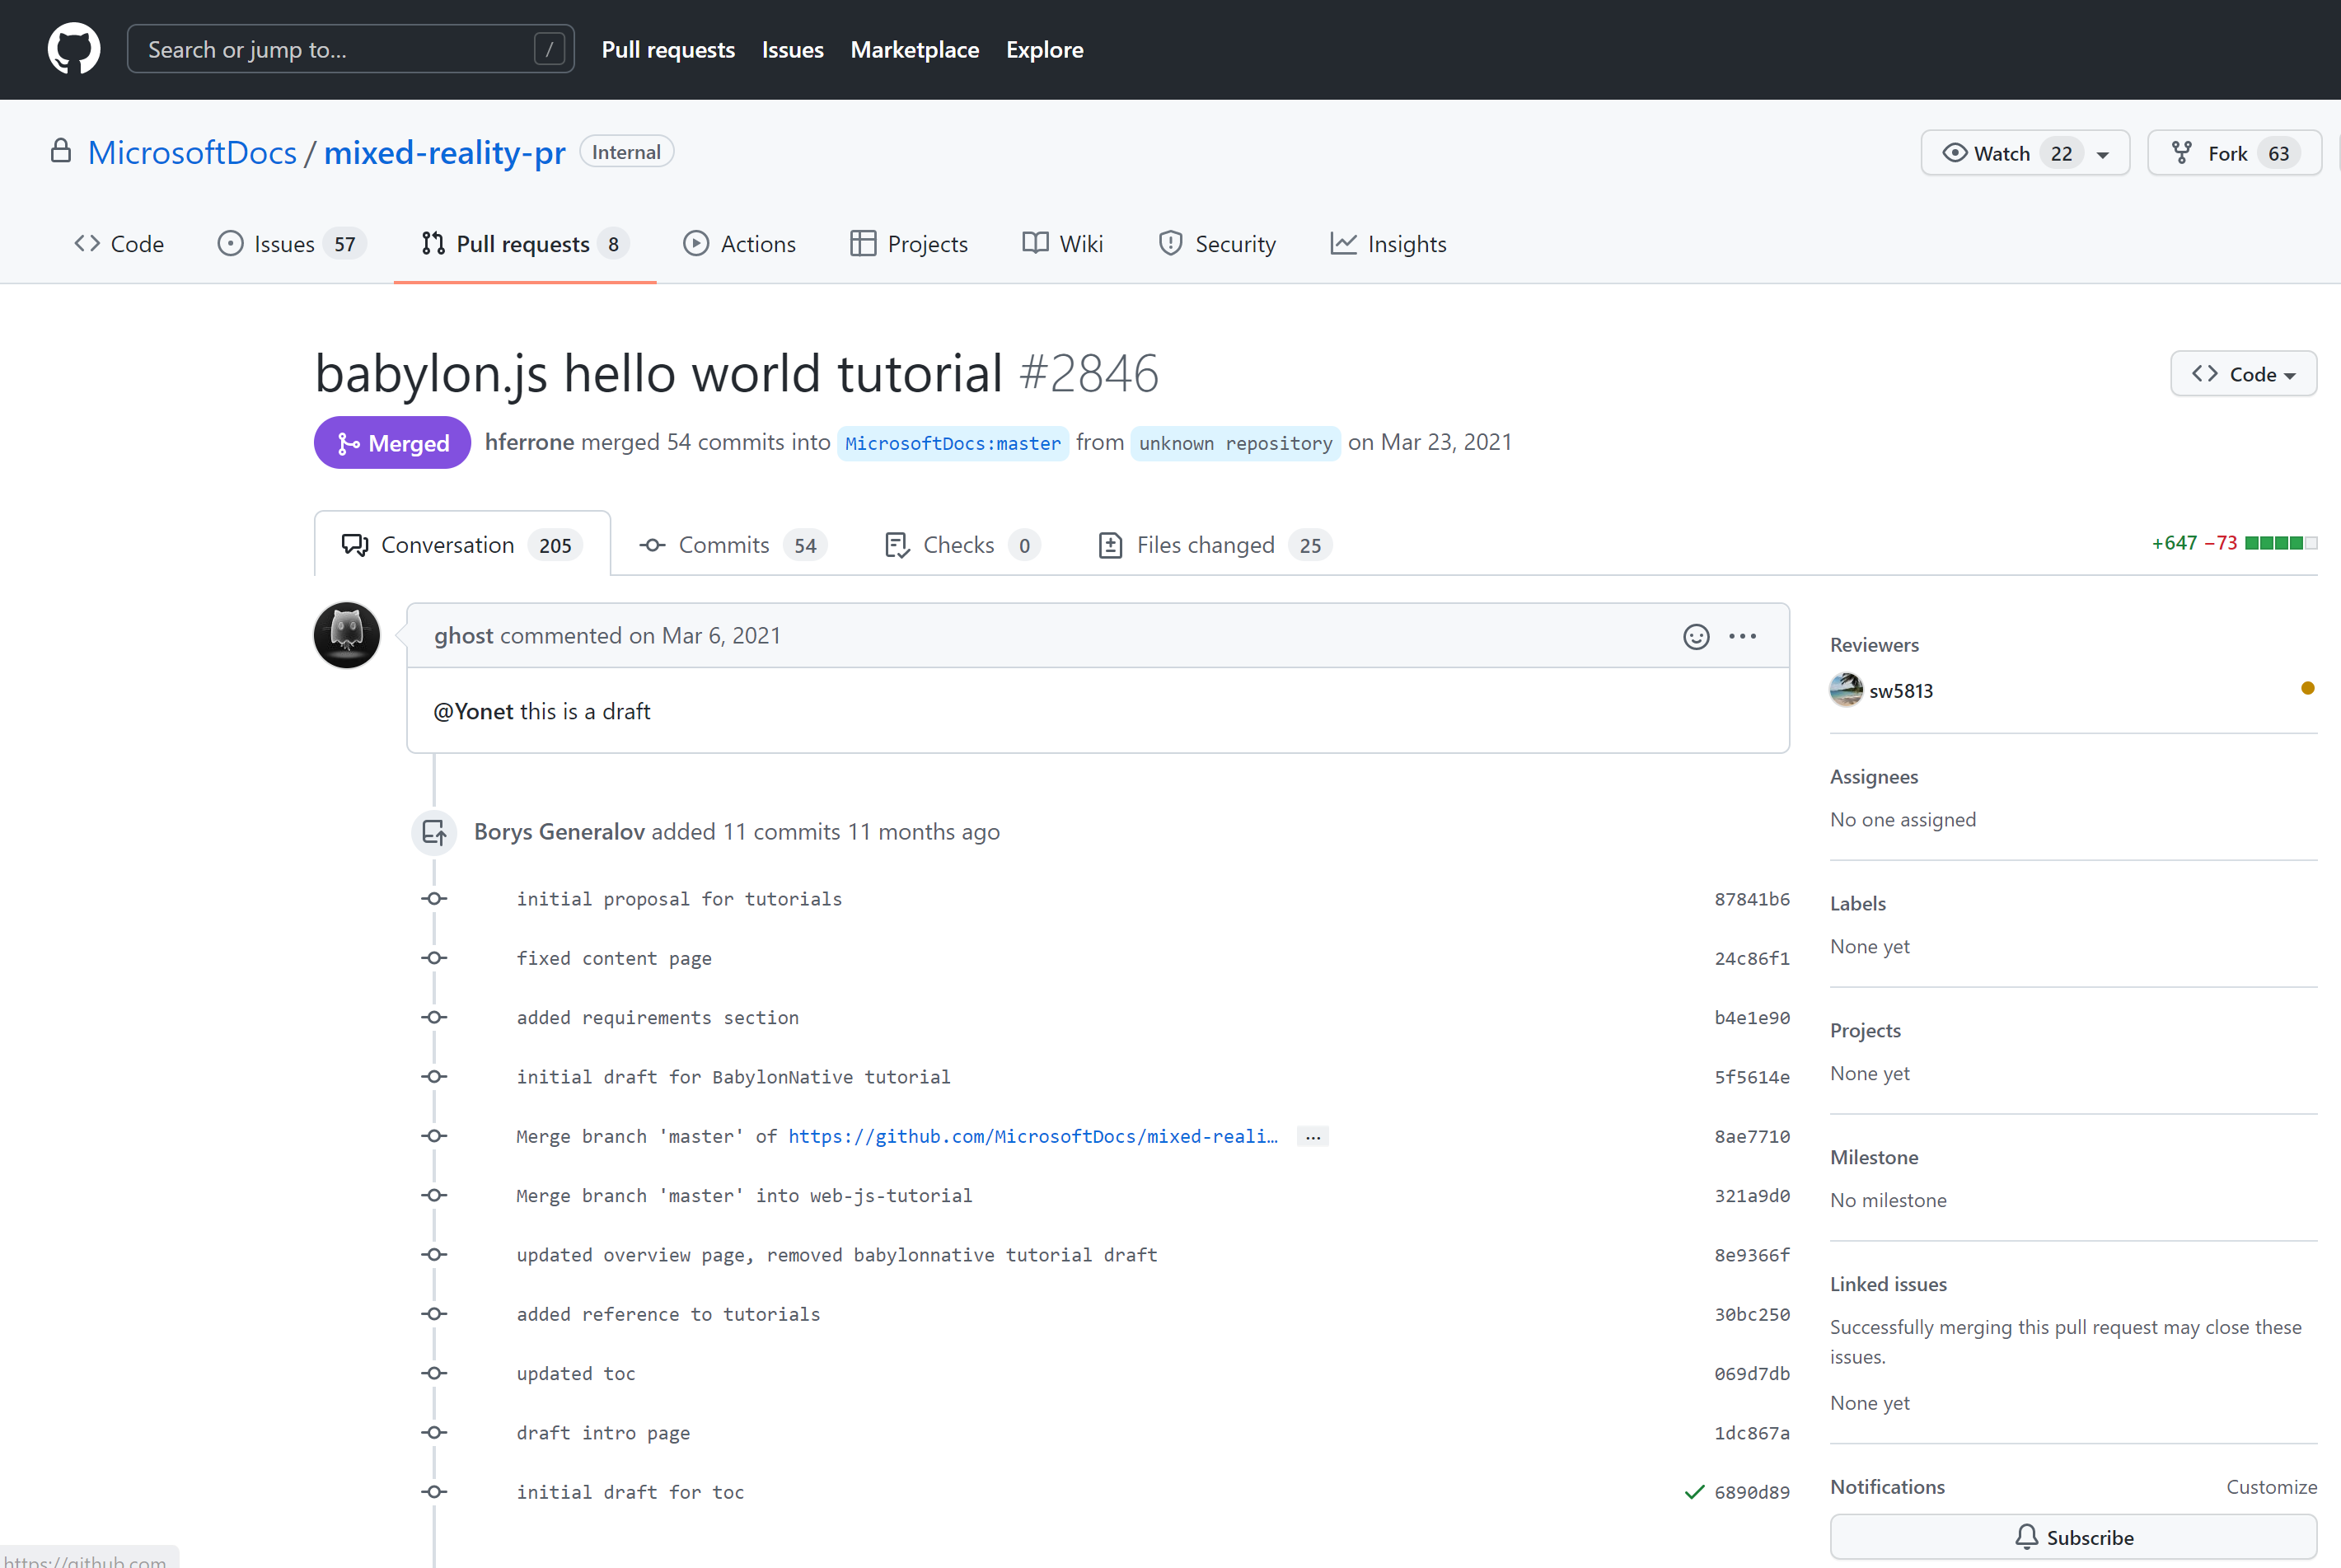 Search or jump to... /
Pull requests Issues Marketplace Explore
MicrosoftDocs / mixed-reality-pr Internal
Watch 22
Fork 63
Code Issues 57 Pull requests 8 Actions Projects Wiki Security Insights
babylon.js hello world tutorial #2846
Code
Merged hferrone merged 54 commits into MicrosoftDocs:master from unknown repository on Mar 23, 2021
Conversation 205 Commits 54 Checks 0 Files changed 25
+647 −73
ghost commented on Mar 6, 2021
@Yonet this is a draft
Borys Generalov added 11 commits 11 months ago
initial proposal for tutorials 87841b6
fixed content page 24c86f1
added requirements section b4e1e90
initial draft for BabylonNative tutorial 5f5614e
Merge branch 'master' of https://github.com/MicrosoftDocs/mixed-reali… ... 8ae7710
Merge branch 'master' into web-js-tutorial 321a9d0
updated overview page, removed babylonnative tutorial draft 8e9366f
added reference to tutorials 30bc250
updated toc 069d7db
draft intro page 1dc867a
initial draft for toc 6890d89
Reviewers
sw5813
Assignees
No one assigned
Labels
None yet
Projects
None yet
Milestone
No milestone
Linked issues
Successfully merging this pull request may close these
issues.
None yet
Notifications Customize
Subscribe
https://github.com